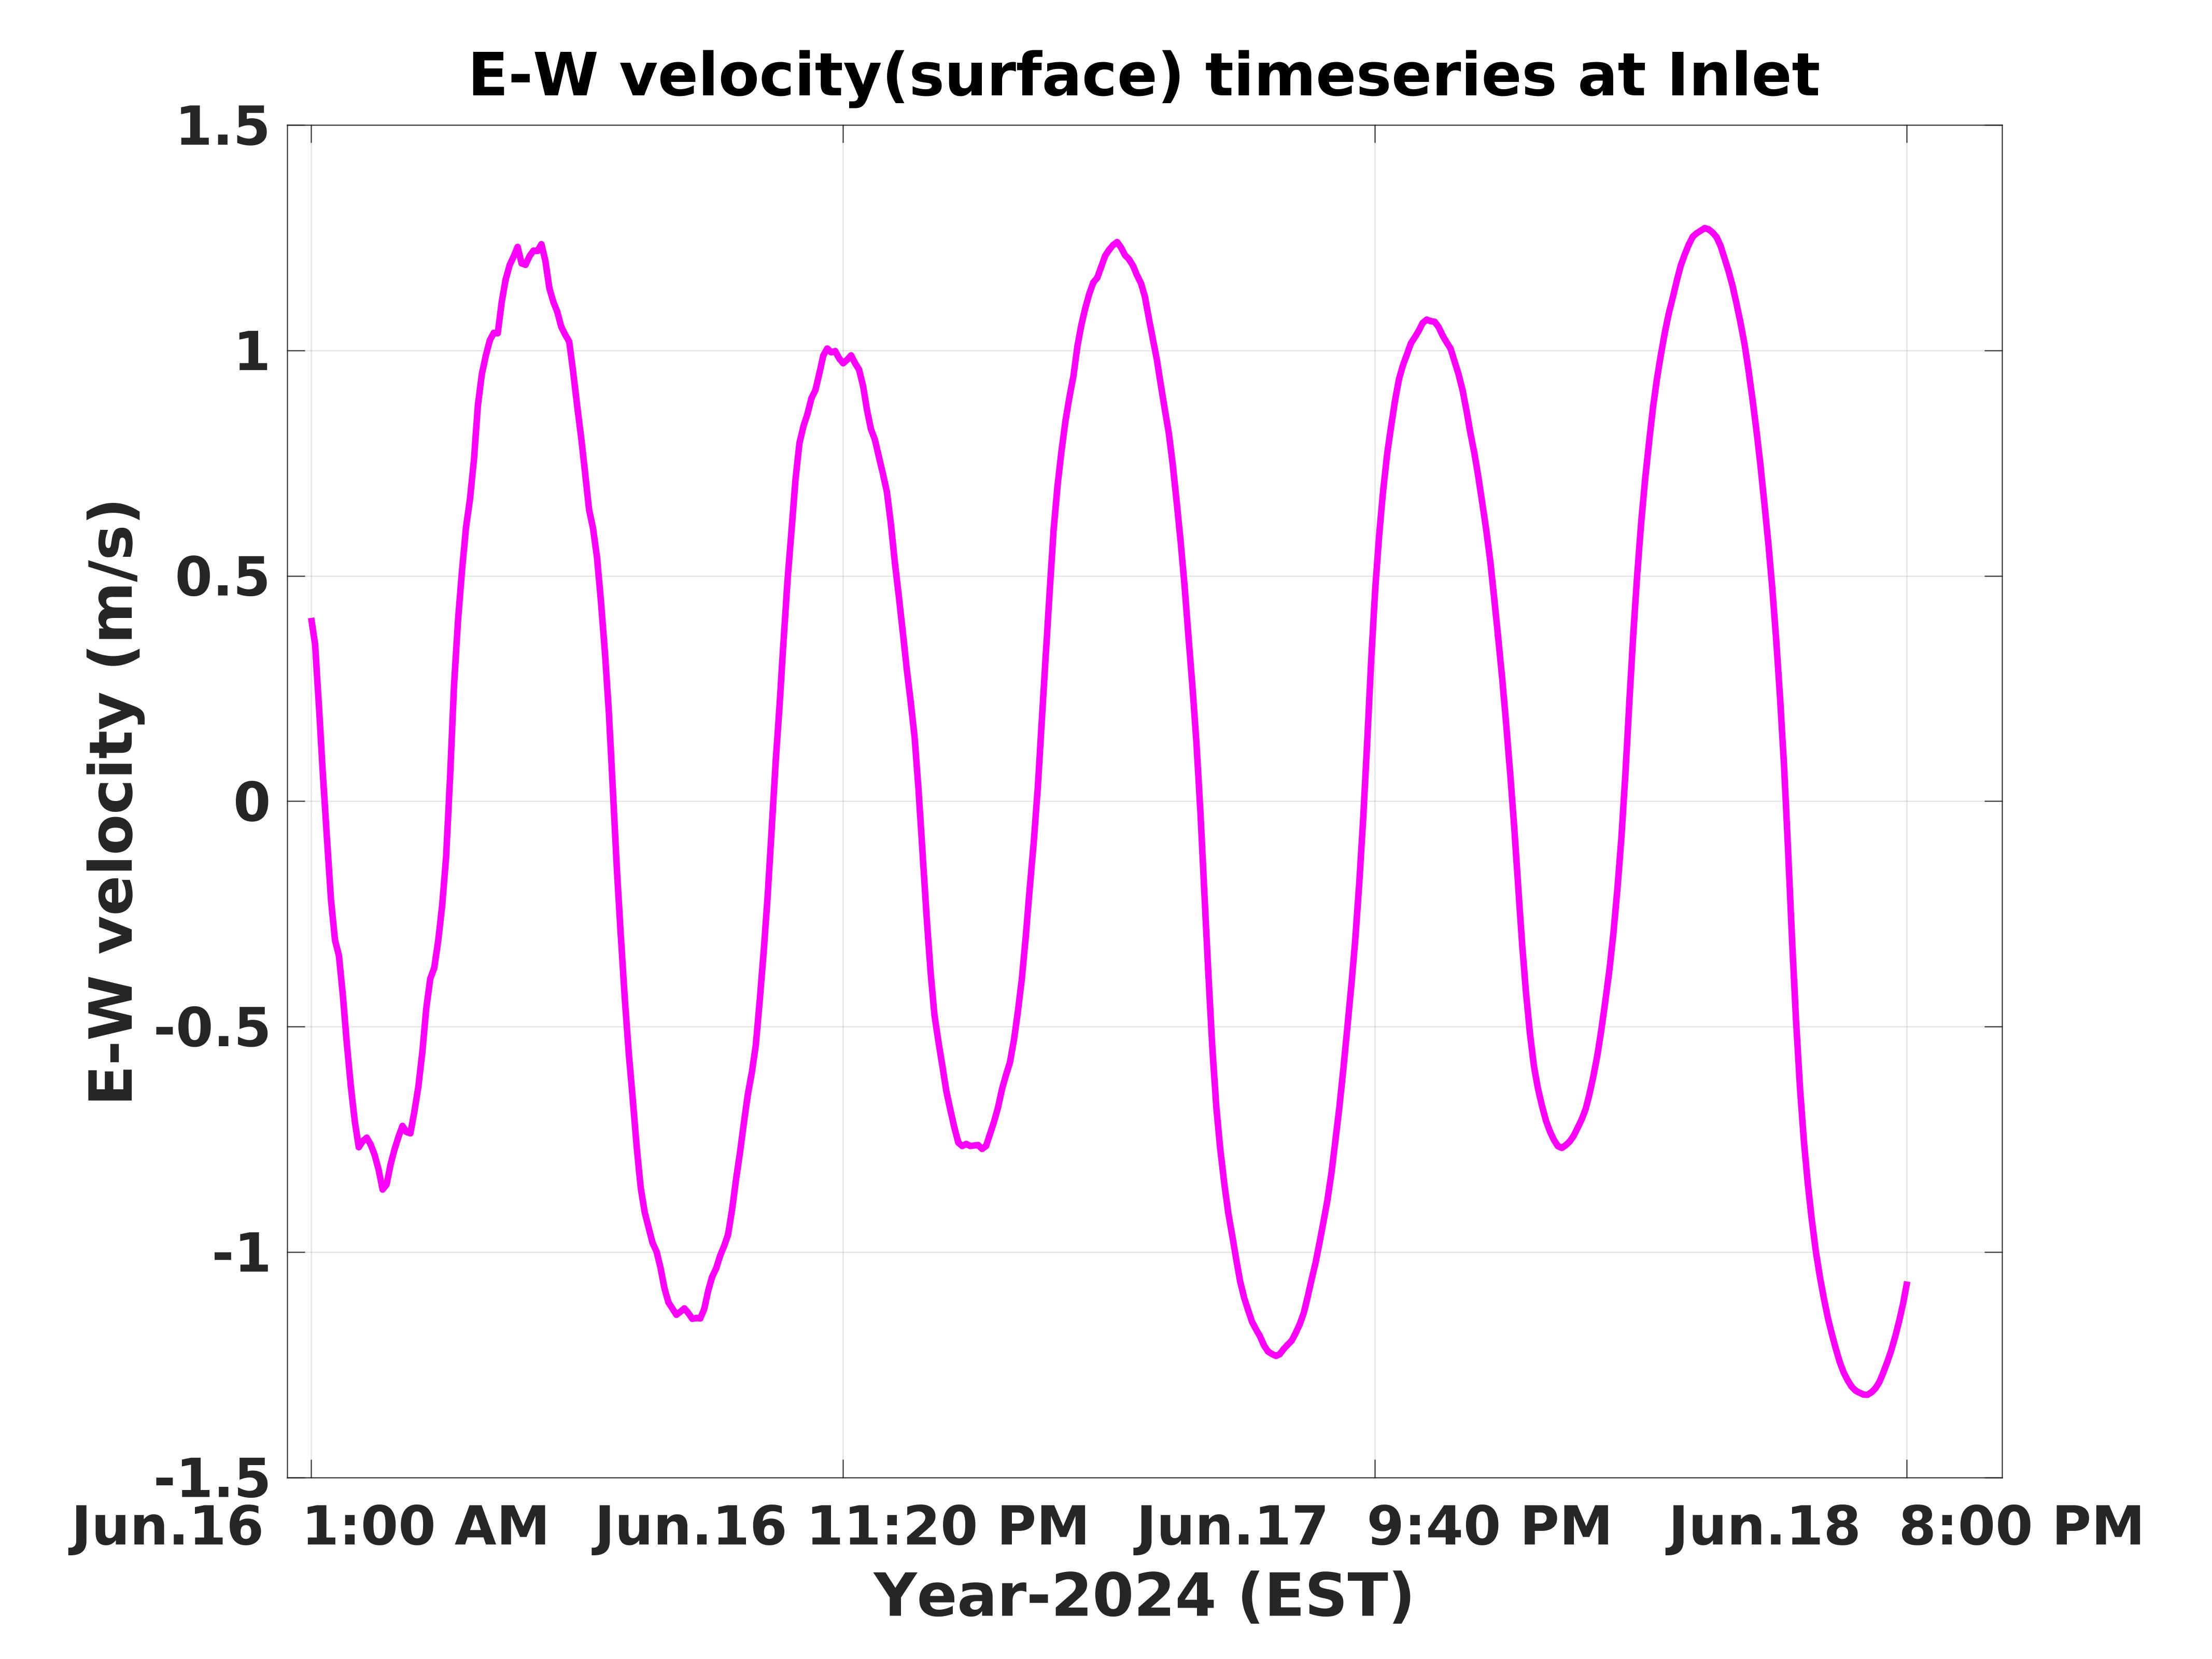 E-W velocity(surface) timeseries at Inlet
E-W velocity (m/s)
1.5
1
0.5
0
-0.5
-1
-1.5
Jun.16 1:00 AM Jun.16 11:20 PM Jun.17 9:40 PM Jun.18 8:00 PM
Year-2024 (EST)